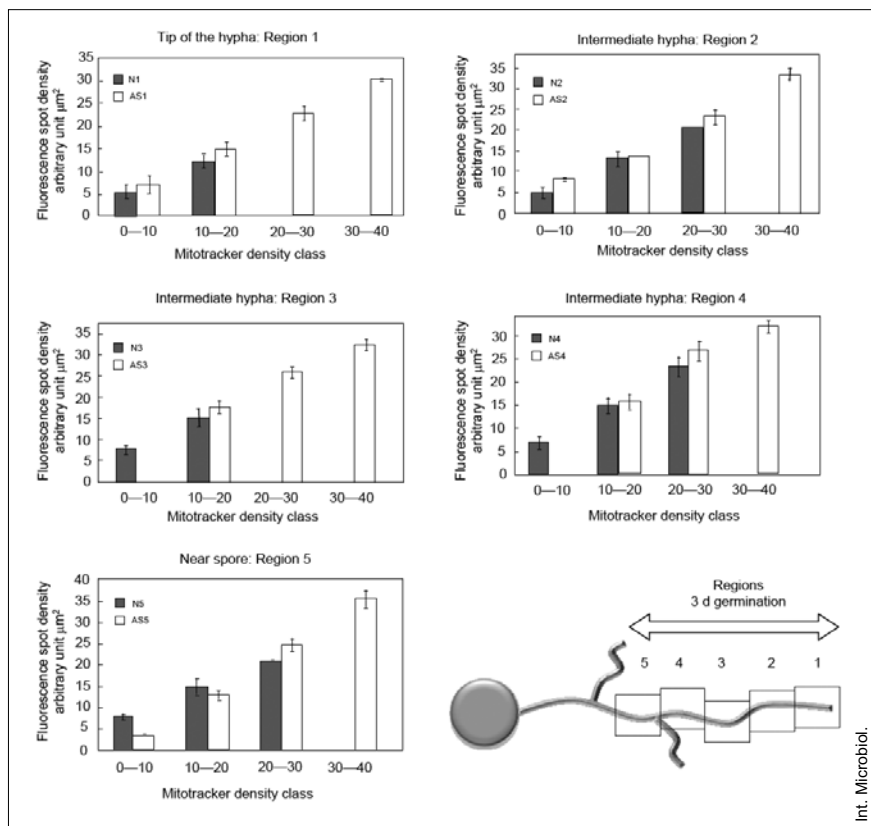 Tip of the hypha: Region 1
Fluorescence spot density
arbitrary unit µm²
35
30
25
20
15
10
5
0
N1
AS1
0—10 10—20 20—30 30—40
Mitotracker density class
Intermediate hypha: Region 2
Fluorescence spot density
arbitrary unit µm²
35
30
25
20
15
10
5
0
N2
AS2
0—10 10—20 20—30 30—40
Mitotracker density class
Intermediate hypha: Region 3
Fluorescence spot density
arbitrary unit µm²
35
30
25
20
15
10
5
0
N3
AS3
0—10 10—20 20—30 30—40
Mitotracker density class
Intermediate hypha: Region 4
Fluorescence spot density
arbitrary unit µm²
30
25
20
15
10
5
0
N4
AS4
0—10 10—20 20—30 30—40
Mitotracker density class
Near spore: Region 5
Fluorescence spot density
arbitrary unit µm²
40
35
30
25
20
15
10
5
0
N5
AS5
0—10 10—20 20—30 30—40
Mitotracker density class
Regions
3 d germination
5 4 3 2 1
Int. Microbiol.